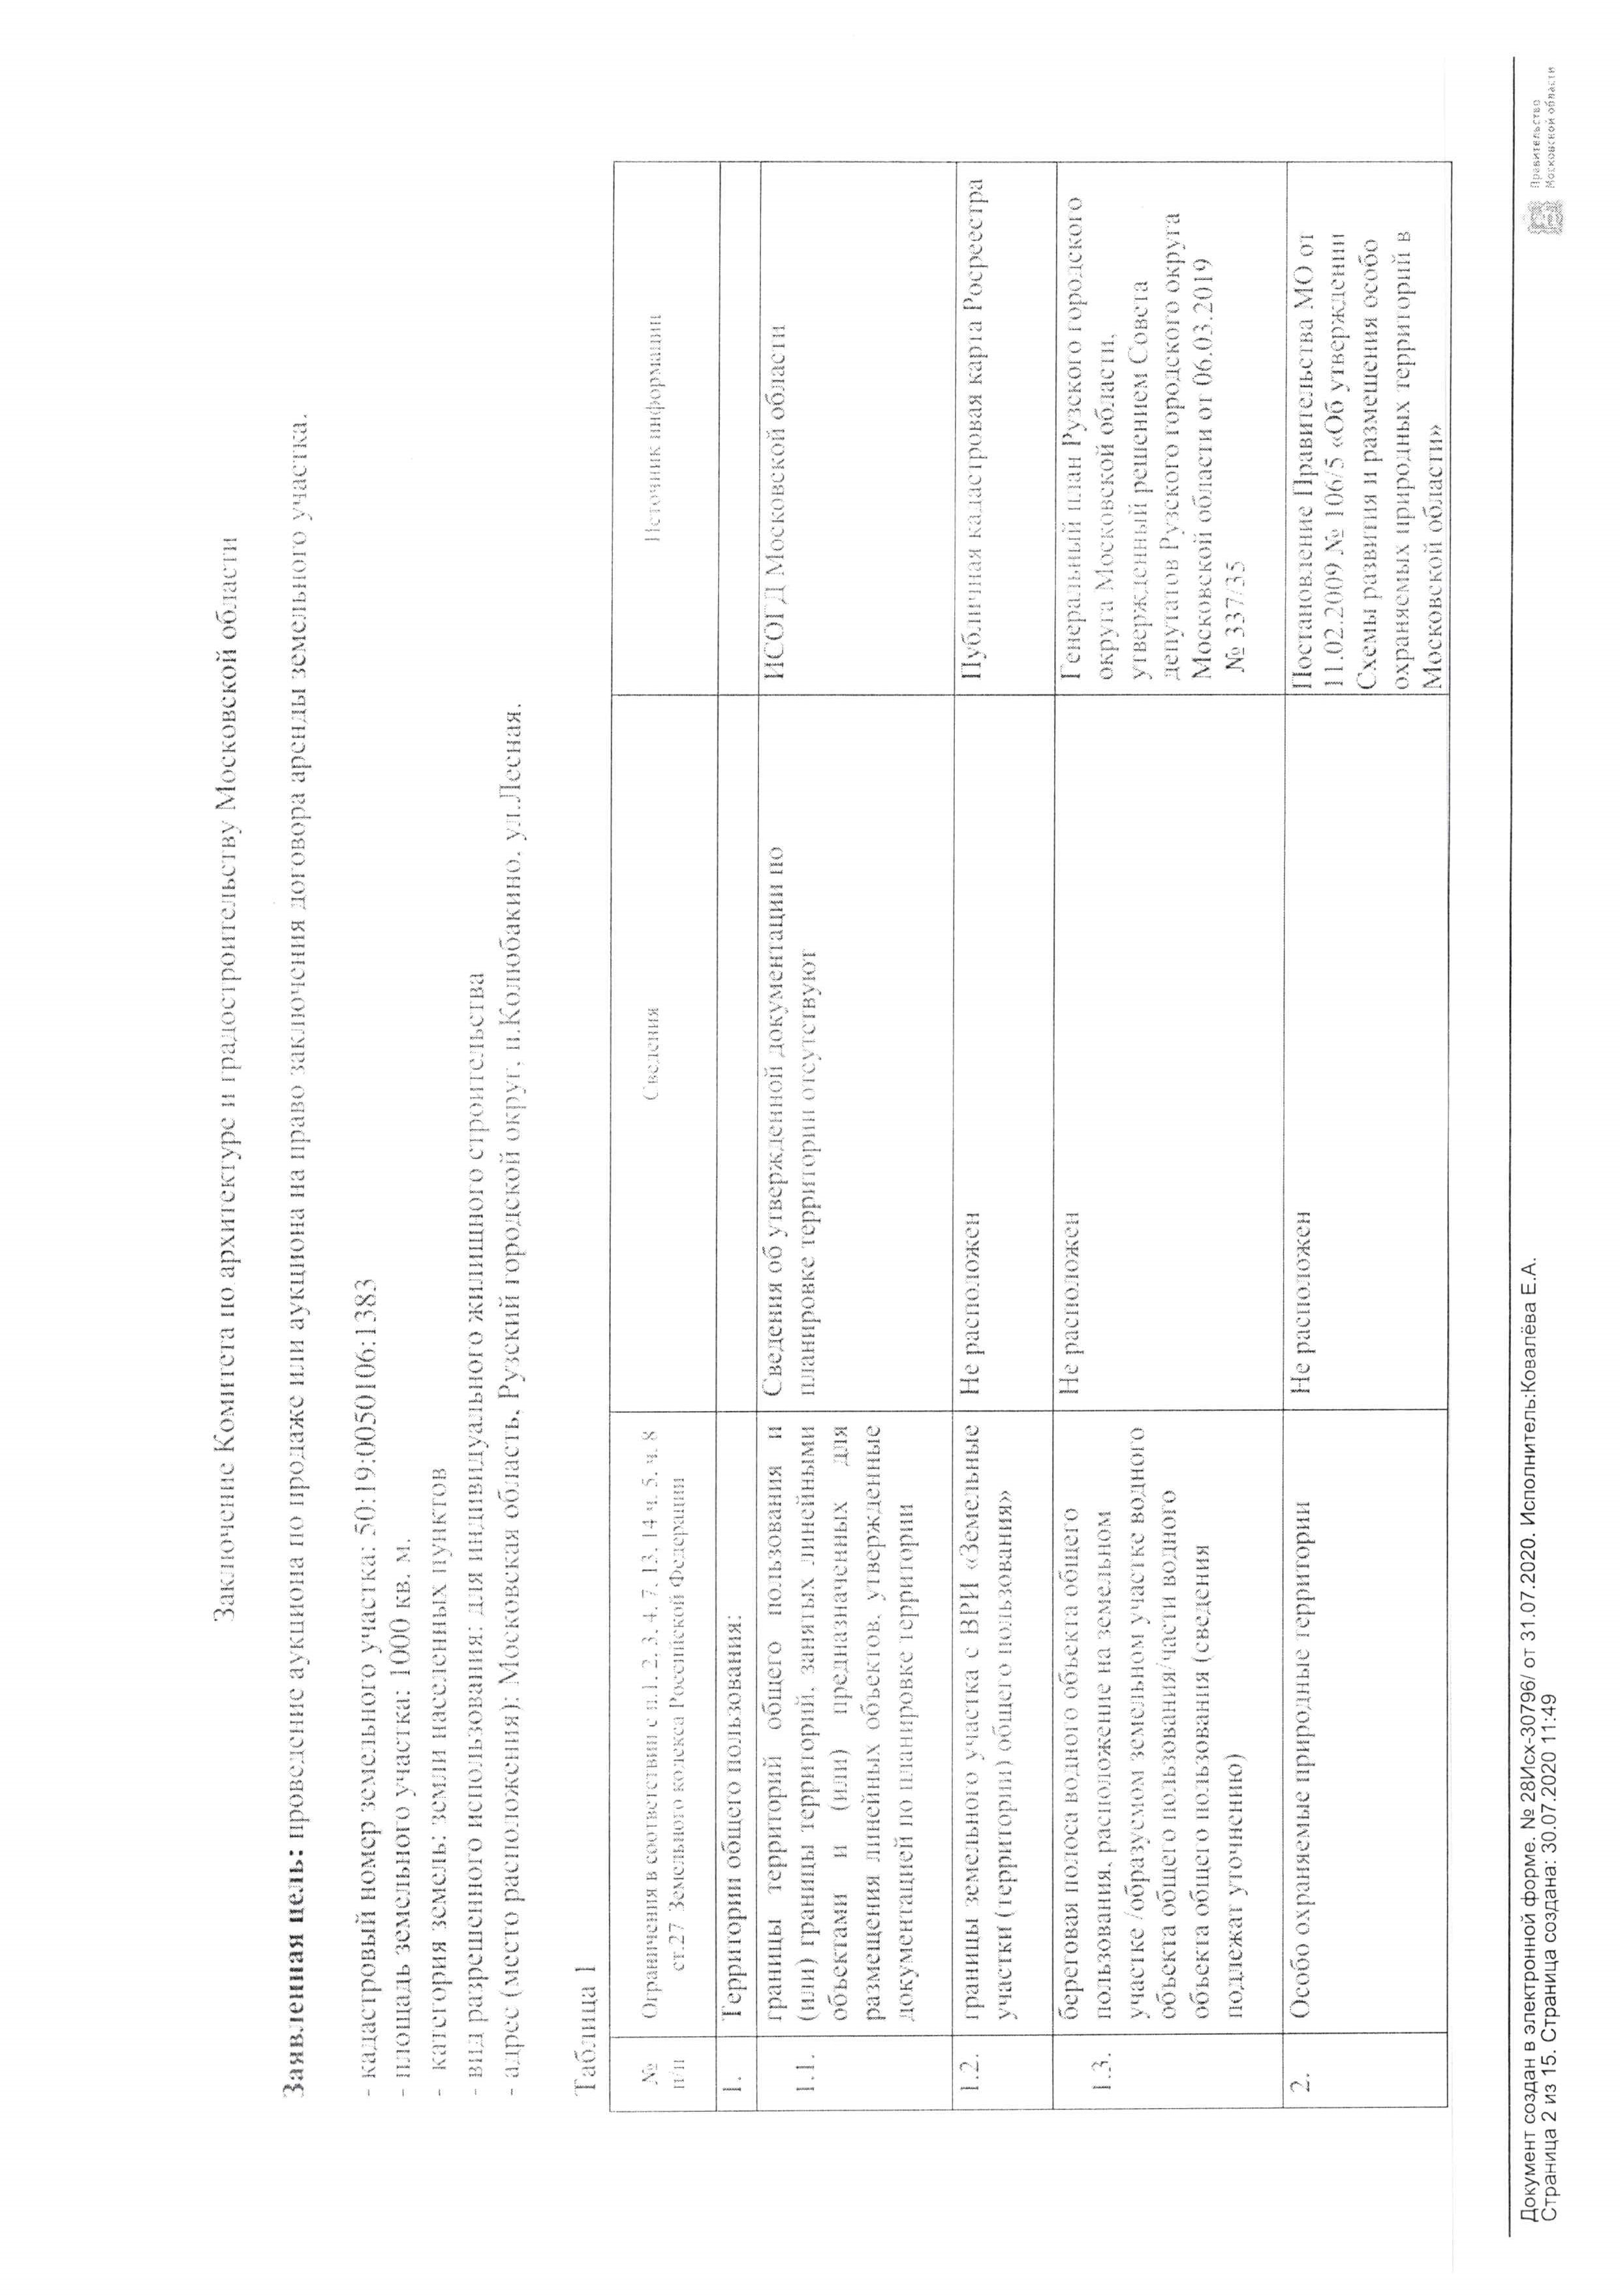 Заключение Комитета по архитектуре и градостроительству Московской области
Заявленная цель: проведение аукциона по продаже или аукциона на право заключения договора аренды земельного участка.
- кадастровый номер земельного участка: 50:19:0050106:1383
- площадь земельного участка: 1000 кв. м.
- категория земель: земли населенных пунктов
- вид разрешенного использования: для индивидуального жилищного строительства
- адрес (место расположения): Московская область, Рузский городской округ, п.Колюбакино, ул.Лесная.
Таблица 1
№
п/п
Ограничения в соответствии с п.1, 2, 3, 4, 7, 13, 14 ч. 5, ч. 8
ст.27 Земельного кодекса Российской Федерации
Сведения
Источник информации
1.
Территории общего пользования:
1.1.
границы территорий общего пользования и
(или) границы территорий, занятых линейными
объектами и (или) предназначенных для
размещения линейных объектов, утвержденные
документацией по планировке территории
Сведения об утвержденной документации по
планировке территории отсутствуют
ИСОГД Московской области
1.2.
границы земельного участка с ВРИ «Земельные
участки (территории) общего пользования»
Не расположен
Публичная кадастровая карта Росреестра
1.3.
береговая полоса водного объекта общего
пользования, расположение на земельном
участке /образуемом земельном участке водного
объекта общего пользования/части водного
объекта общего пользования (сведения
подлежат уточнению)
Не расположен
Генеральный план Рузского городского
округа Московской области,
утвержденный решением Совета
депутатов Рузского городского округа
Московской области от 06.03.2019
№ 337/35
2.
Особо охраняемые природные территории
Не расположен
Постановление Правительства МО от
11.02.2009 № 106/5 «Об утверждении
Схемы развития и размещения особо
охраняемых природных территорий в
Московской области»
Документ создан в электронной форме. № 28Исх-30796/ от 31.07.2020. Исполнитель:Ковалёва Е.А.
Страница 2 из 15. Страница создана: 30.07.2020 11:49
Правительство
Московской области